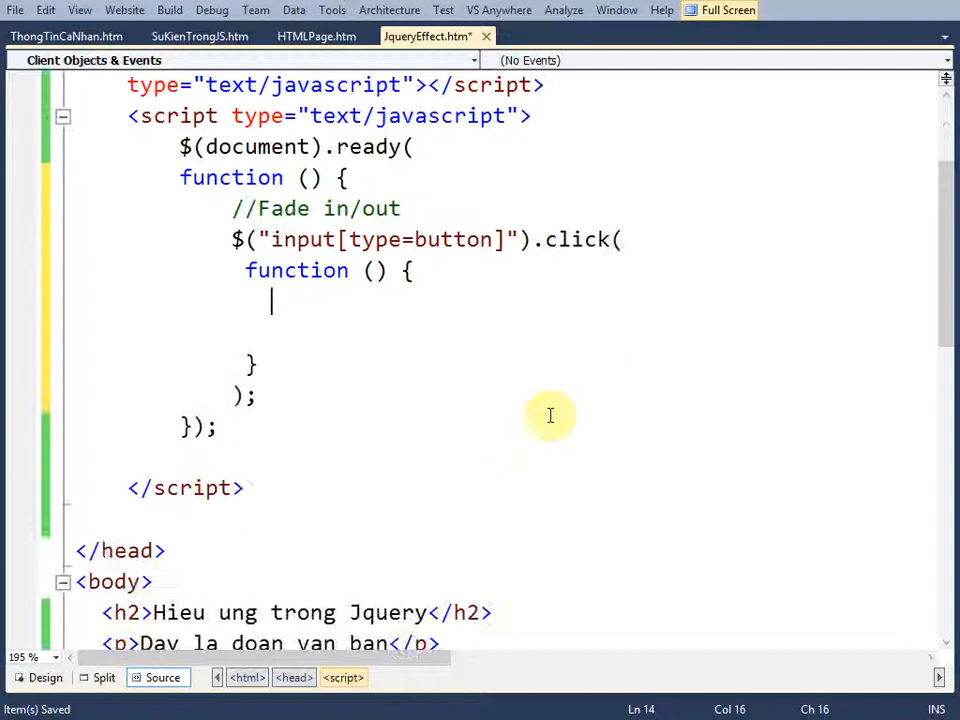 File Edit View Website Build Debug Team Data Tools Architecture Test VS Anywhere Analyze Window Help Full Screen
ThongTinCaNhan.htm SuKienTrongJS.htm HTMLPage.htm JqueryEffect.htm*
Client Objects & Events (No Events)
type="text/javascript"></script>
<script type="text/javascript">
$(document).ready(
function () {
//Fade in/out
$("input[type=button]").click(
function () {
}
);
});
</script>
</head>
<body>
<h2>Hieu ung trong Jquery</h2>
<p>Day la doan van ban</p>
195 %
Design Split Source <html> <head> <script>
Item(s) Saved Ln 14 Col 16 Ch 16 INS